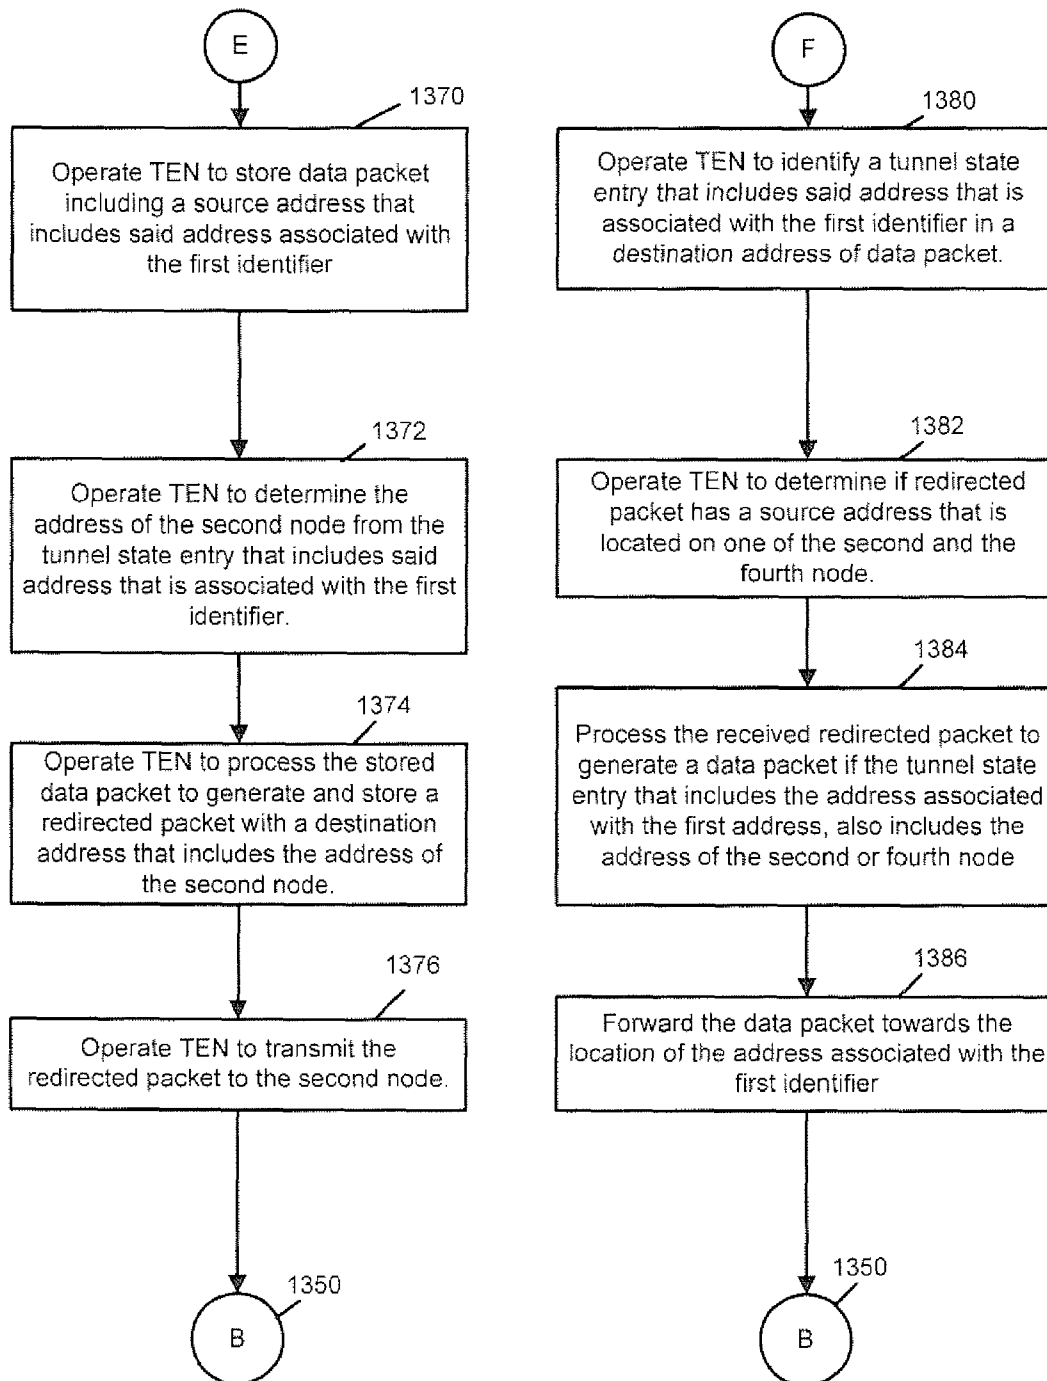 E
1370
Operate TEN to store data packet
including a source address that
includes said address associated with
the first identifier
1372
Operate TEN to determine the
address of the second node from the
tunnel state entry that includes said
address that is associated with the first
identifier.
1374
Operate TEN to process the stored
data packet to generate and store a
redirected packet with a destination
address that includes the address of
the second node.
1376
Operate TEN to transmit the
redirected packet to the second node.
1350
B
F
1380
Operate TEN to identify a tunnel state
entry that includes said address that is
associated with the first identifier in a
destination address of data packet.
1382
Operate TEN to determine if redirected
packet has a source address that is
located on one of the second and the
fourth node.
1384
Process the received redirected packet to
generate a data packet if the tunnel state
entry that includes the address associated
with the first address, also includes the
address of the second or fourth node
1386
Forward the data packet towards the
location of the address associated with the
first identifier
1350
B